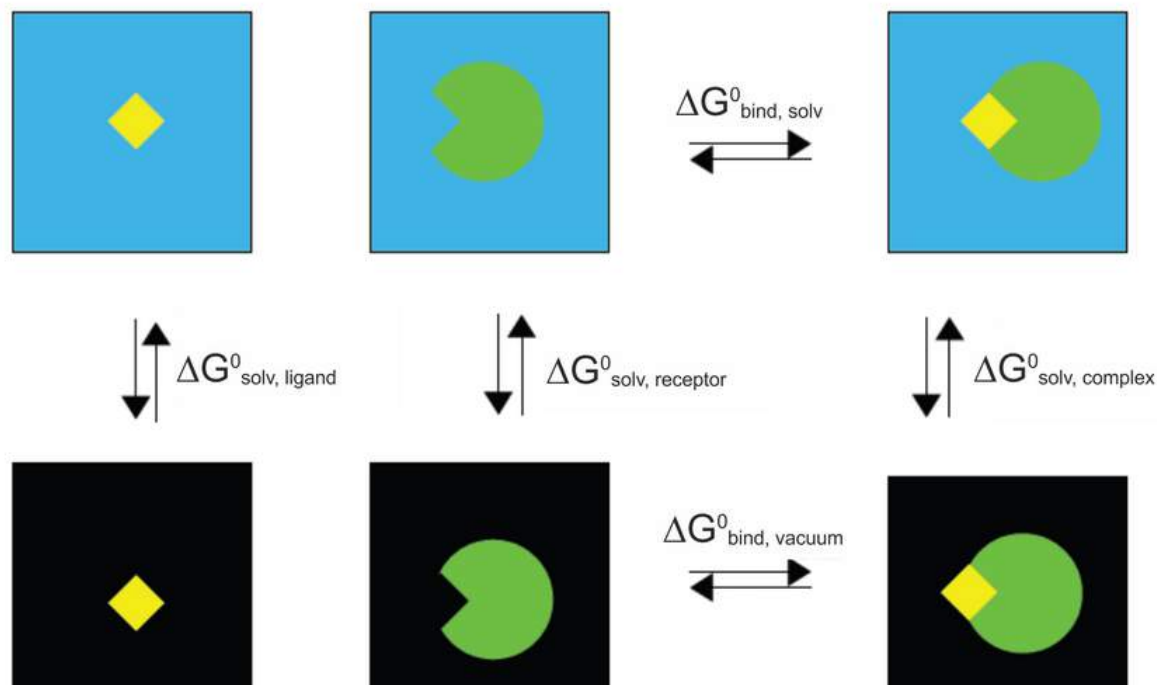 ΔG⁰bind, solv
ΔG⁰solv, ligand
ΔG⁰solv, receptor
ΔG⁰solv, complex
ΔG⁰bind, vacuum